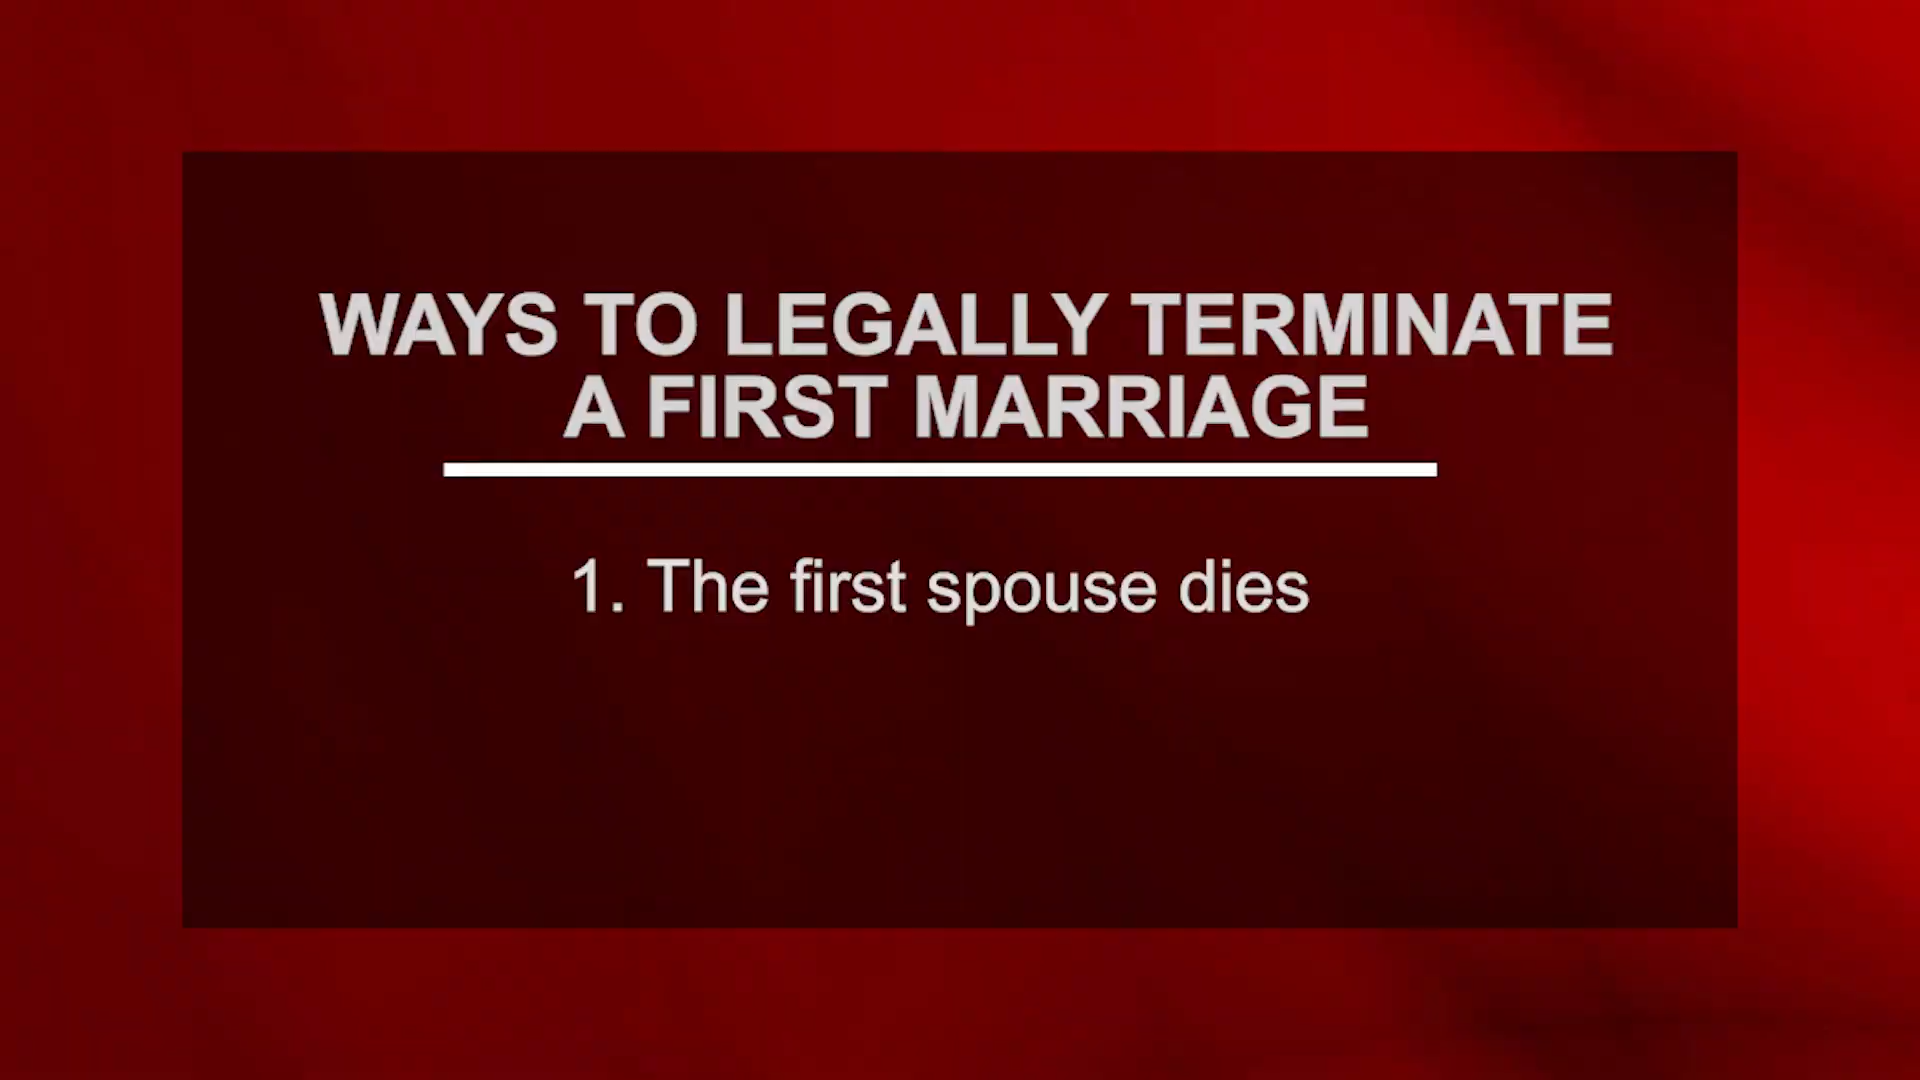 WAYS TO LEGALLY TERMINATE
A FIRST MARRIAGE
1. The first spouse dies